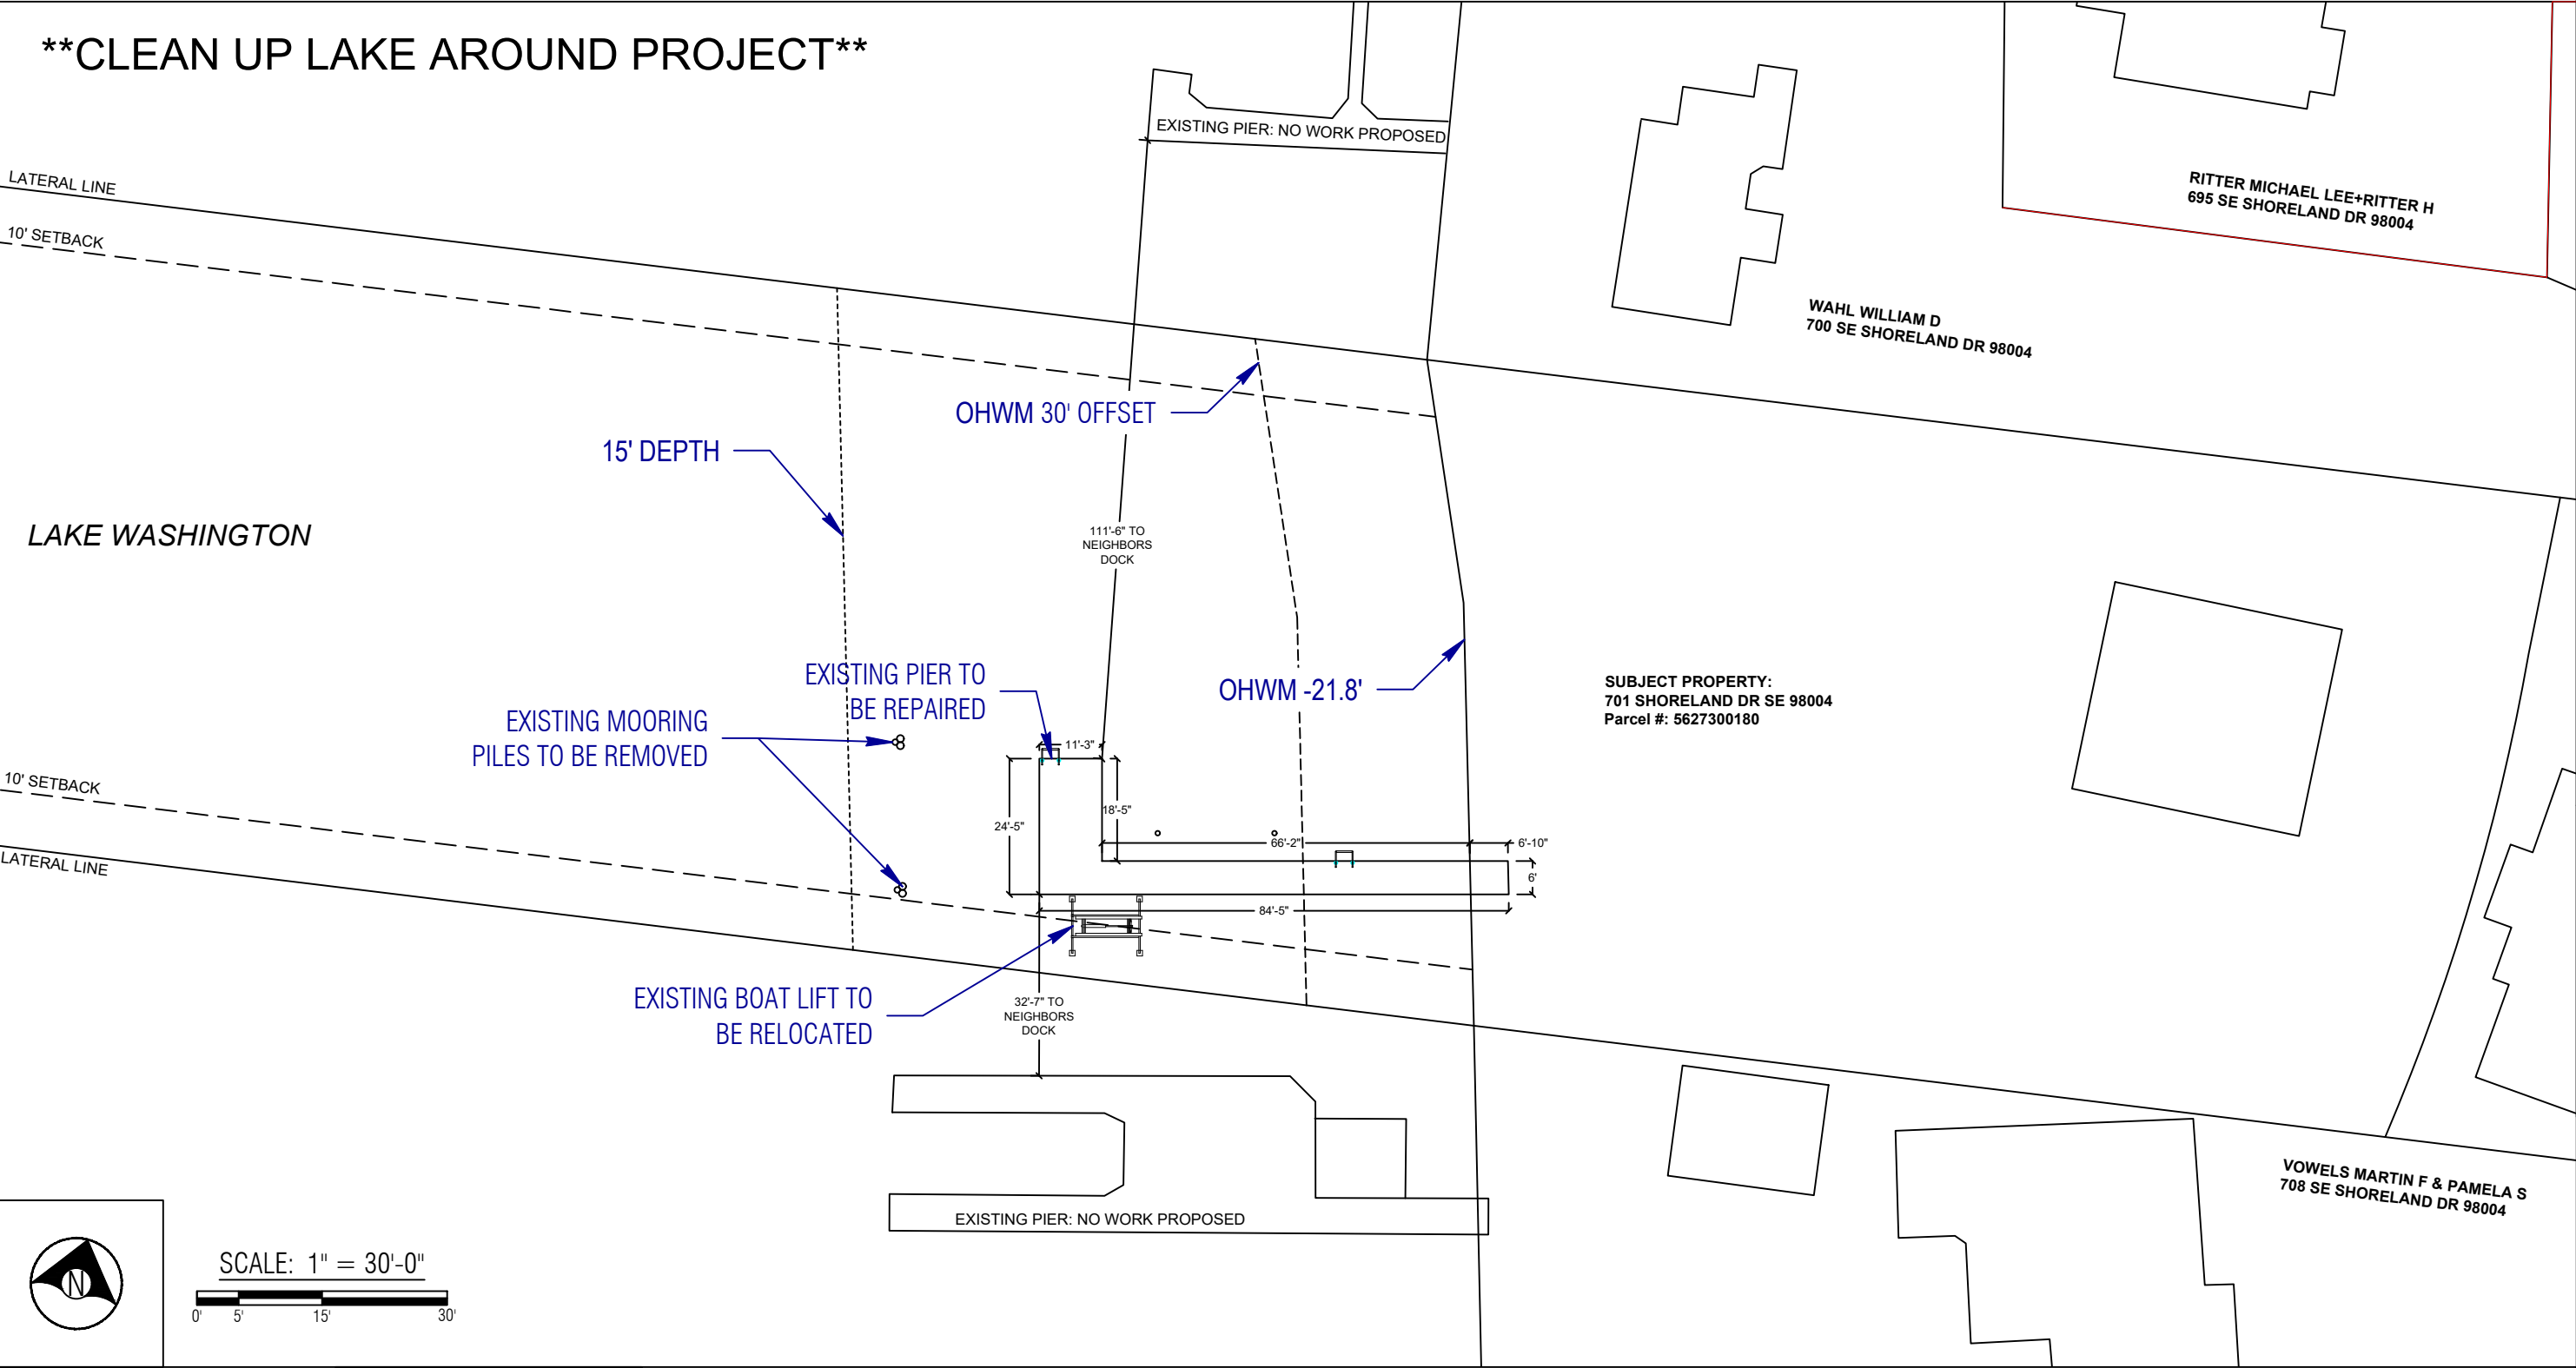 **CLEAN UP LAKE AROUND PROJECT**
EXISTING PIER: NO WORK PROPOSED
LATERAL LINE
10' SETBACK
RITTER MICHAEL LEE+RITTER H
695 SE SHORELAND DR 98004
WAHL WILLIAM D
700 SE SHORELAND DR 98004
OHWM 30' OFFSET
15' DEPTH
LAKE WASHINGTON
111'-6" TO
NEIGHBORS
DOCK
EXISTING PIER TO
BE REPAIRED
OHWM -21.8'
SUBJECT PROPERTY:
701 SHORELAND DR SE 98004
Parcel #: 5627300180
EXISTING MOORING
PILES TO BE REMOVED
11'-3"
18'-5"
24'-5"
66'-2"
6'-10"
6'
84'-5"
10' SETBACK
LATERAL LINE
EXISTING BOAT LIFT TO
BE RELOCATED
32'-7" TO
NEIGHBORS
DOCK
EXISTING PIER: NO WORK PROPOSED
VOWELS MARTIN F & PAMELA S
708 SE SHORELAND DR 98004
N
SCALE: 1" = 30'-0"
0' 5' 15' 30'